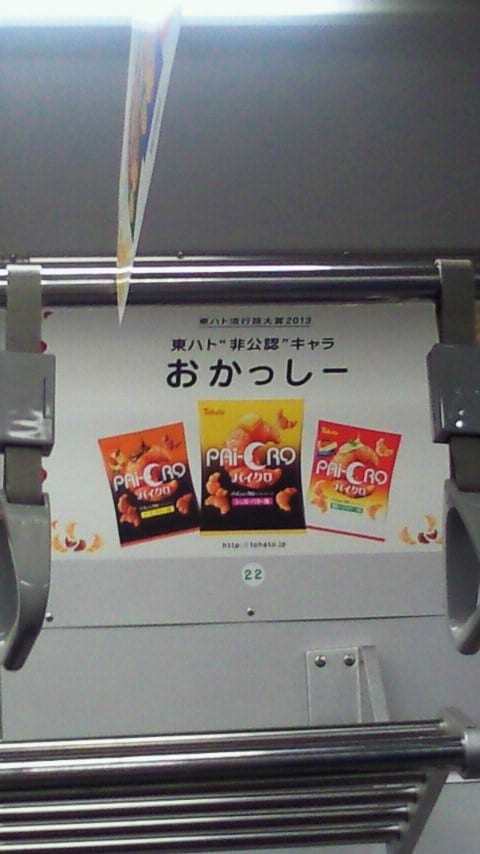 東ハト流行語大賞2013
東ハト“非公認”キャラ
おかっしー
Tohato
PAi-CRO
パイクロ
PAi-CRO
パイクロ
Tohato
PAi-CRO
パイクロ
http://tohato.jp
22